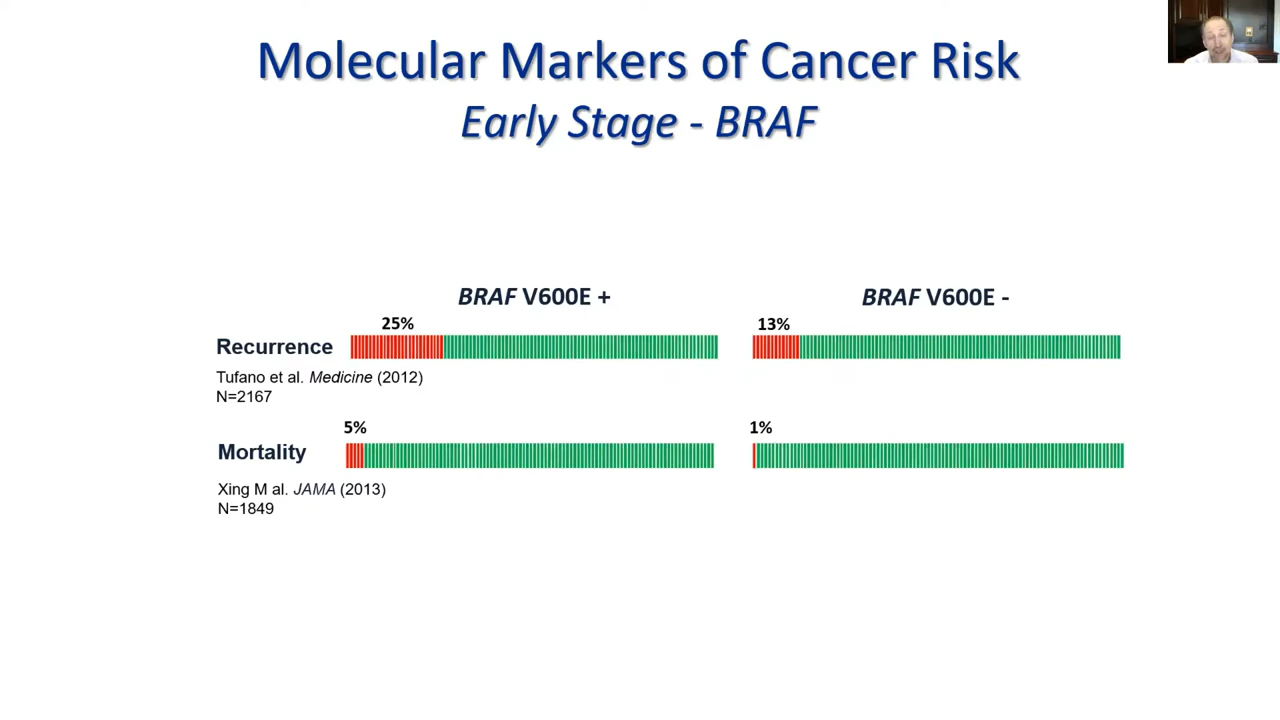 Molecular Markers of Cancer Risk
Early Stage - BRAF
BRAF V600E +
BRAF V600E -
25%
13%
Recurrence
Tufano et al. Medicine (2012)
N=2167
5%
1%
Mortality
Xing M al. JAMA (2013)
N=1849